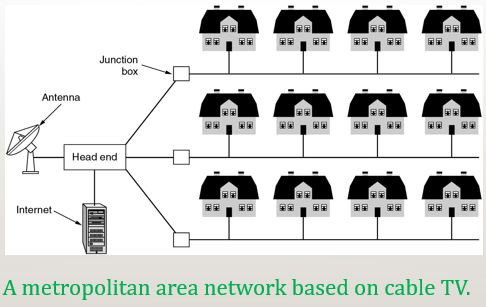 Junction
box
Antenna
Head end
Internet
A metropolitan area network based on cable TV.